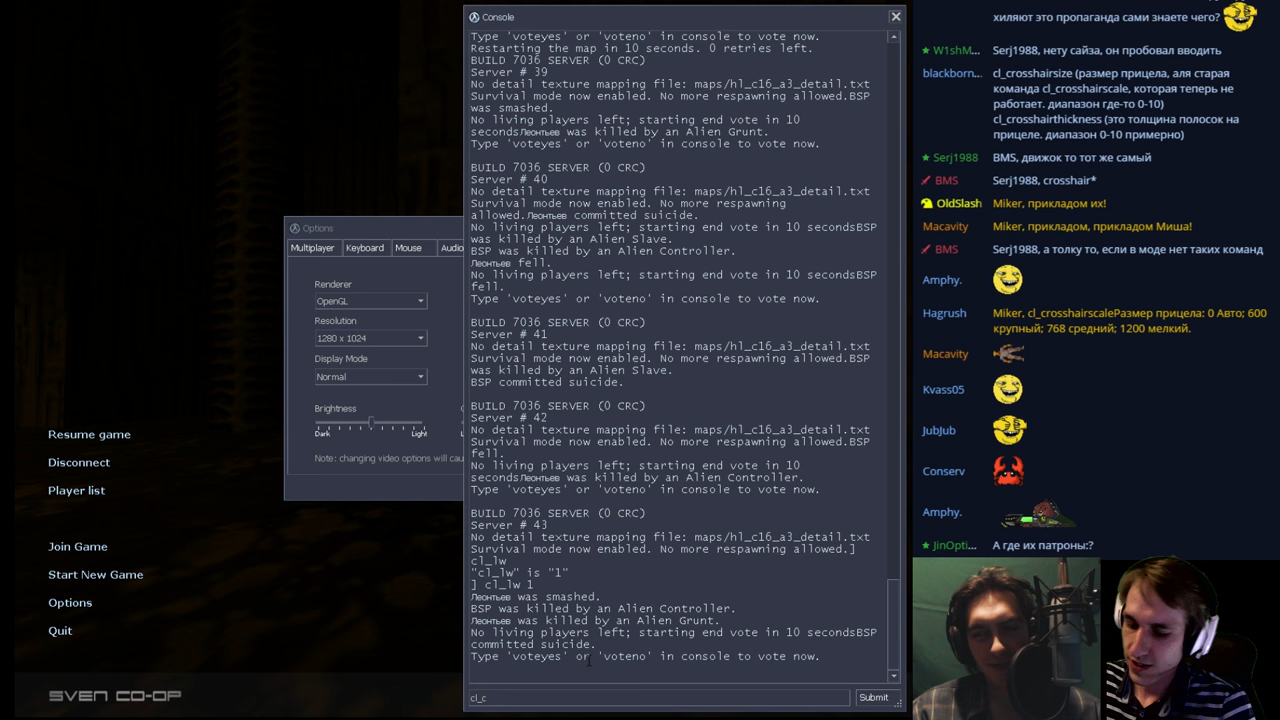 Console
Type 'voteyes' or 'voteno' in console to vote now.
Restarting the map in 10 seconds. 0 retries left.
BUILD 7036 SERVER (0 CRC)
Server # 39
No detail texture mapping file: maps/hl_c16_a3_detail.txt
Survival mode now enabled. No more respawning allowed.BSP
was smashed.
No living players left; starting end vote in 10
secondsЛеонтьев was killed by an Alien Grunt.
Type 'voteyes' or 'voteno' in console to vote now.
BUILD 7036 SERVER (0 CRC)
Server # 40
No detail texture mapping file: maps/hl_c16_a3_detail.txt
Survival mode now enabled. No more respawning
allowed.Леонтьев committed suicide.
No living players left; starting end vote in 10 secondsBSP
was killed by an Alien Slave.
BSP was killed by an Alien Controller.
Леонтьев fell.
No living players left; starting end vote in 10 secondsBSP
fell.
Type 'voteyes' or 'voteno' in console to vote now.
BUILD 7036 SERVER (0 CRC)
Server # 41
No detail texture mapping file: maps/hl_c16_a3_detail.txt
Survival mode now enabled. No more respawning allowed.BSP
was killed by an Alien Slave.
BSP committed suicide.
BUILD 7036 SERVER (0 CRC)
Server # 42
No detail texture mapping file: maps/hl_c16_a3_detail.txt
Survival mode now enabled. No more respawning allowed.BSP
fell.
No living players left; starting end vote in 10
secondsЛеонтьев was killed by an Alien Controller.
Type 'voteyes' or 'voteno' in console to vote now.
BUILD 7036 SERVER (0 CRC)
Server # 43
No detail texture mapping file: maps/hl_c16_a3_detail.txt
Survival mode now enabled. No more respawning allowed.]
cl_lw
"cl_lw" is "1"
] cl_lw 1
Леонтьев was smashed.
BSP was killed by an Alien Controller.
Леонтьев was killed by an Alien Grunt.
No living players left; starting end vote in 10 secondsBSP
committed suicide.
Type 'voteyes' or 'voteno' in console to vote now.
cl_c
Submit
Options
Multiplayer Keyboard Mouse Audio
Renderer
OpenGL
Resolution
1280 x 1024
Display Mode
Normal
Brightness
Dark Light
Note: changing video options will cau
Resume game
Disconnect
Player list
Join Game
Start New Game
Options
Quit
SVEN CO-OP
хиляют это пропаганда сами знаете чего?
W1shM... Serj1988, нету сайза, он пробовал вводить
blackborn... cl_crosshairsize (размер прицела, аля старая
команда cl_crosshairscale, которая теперь не
работает. диапазон где-то 0-10)
cl_crosshairthickness (это толщина полосок на
прицеле. диапазон 0-10 примерно)
Serj1988 BMS, движок то тот же самый
BMS Serj1988, crosshair*
OldSlash Miker, прикладом их!
Macavity Miker, прикладом, прикладом Миша!
BMS Serj1988, а толку то, если в моде нет таких команд
Amphy.
Hagrush Miker, cl_crosshairscaleРазмер прицела: 0 Авто; 600
крупный; 768 средний; 1200 мелкий.
Macavity
Kvass05
JubJub
Conserv
Amphy.
JinOpti... А где их патроны:?